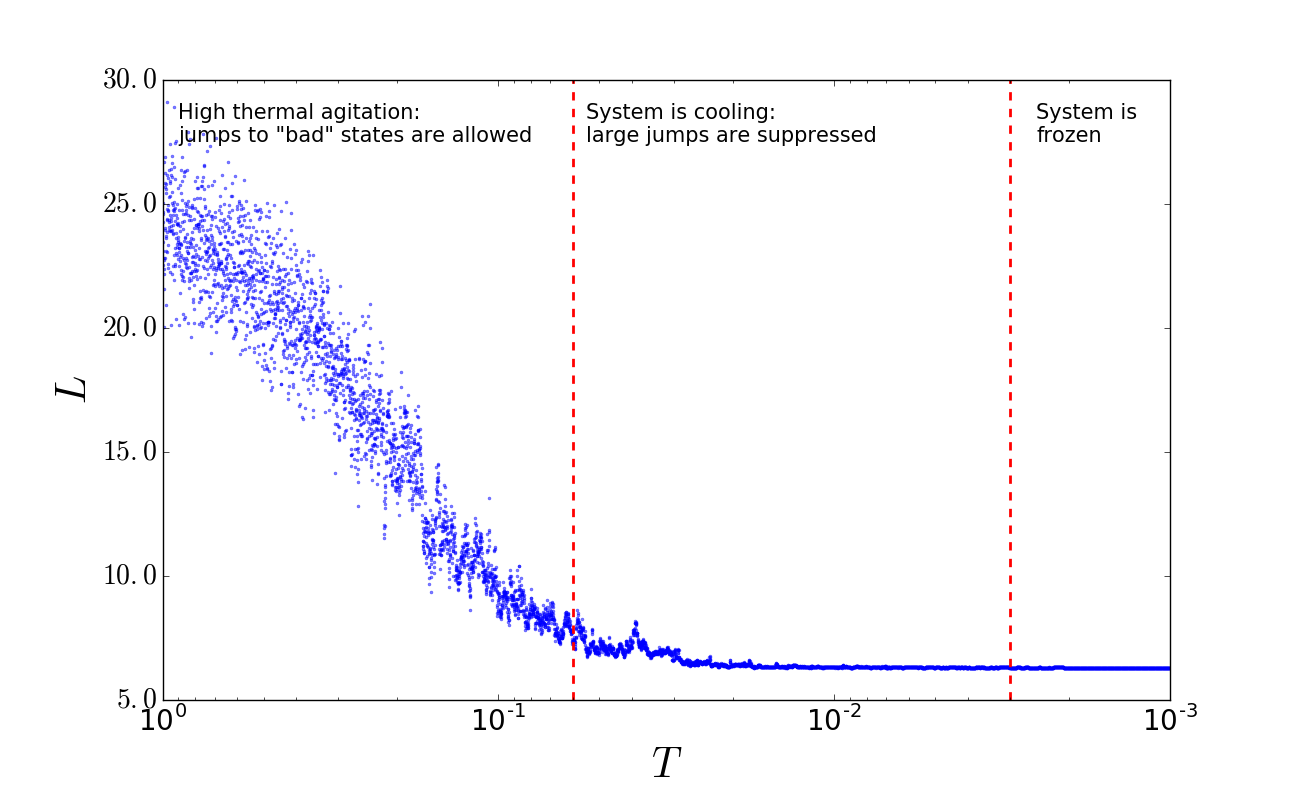 30.0
High thermal agitation:
jumps to "bad" states are allowed
System is cooling:
large jumps are suppressed
System is
frozen
25.0
20.0
L
15.0
10.0
5.0
10^0
10^-1
10^-2
10^-3
T